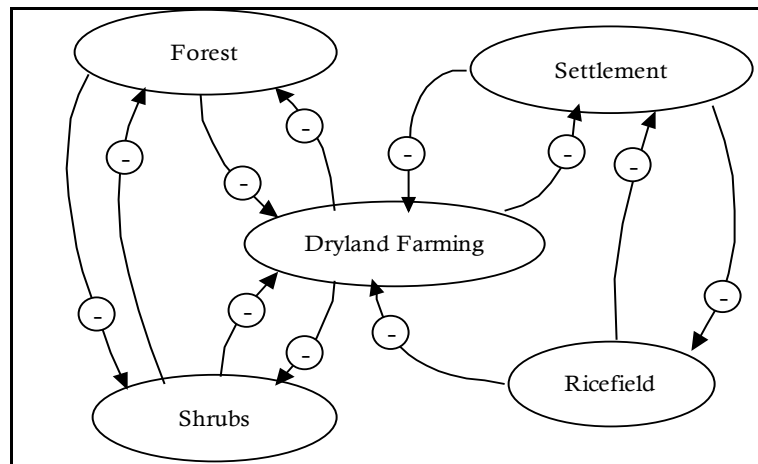 Forest
Settlement
-
-
-
-
-
-
Dryland Farming
-
-
-
-
-
Ricefield
Shrubs